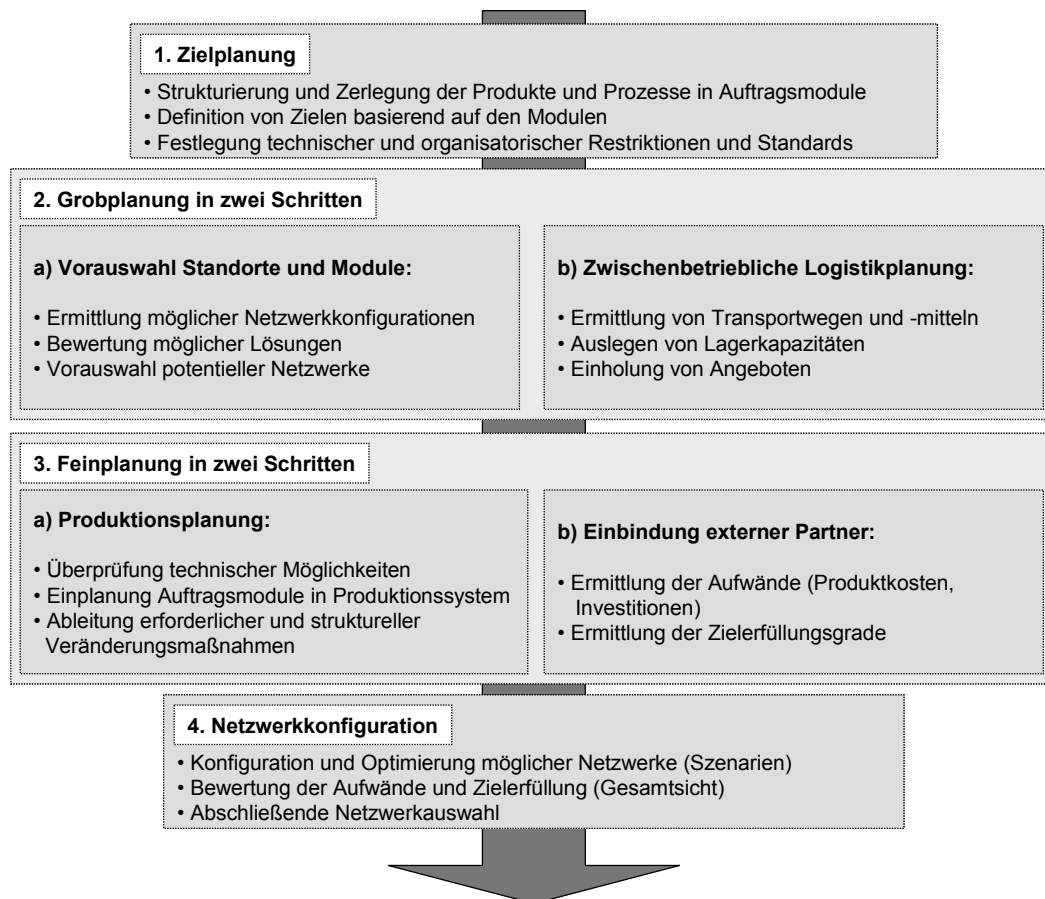 1. Zielplanung
• Strukturierung und Zerlegung der Produkte und Prozesse in Auftragsmodule
• Definition von Zielen basierend auf den Modulen
• Festlegung technischer und organisatorischer Restriktionen und Standards
2. Grobplanung in zwei Schritten
a) Vorauswahl Standorte und Module:
• Ermittlung möglicher Netzwerkkonfigurationen
• Bewertung möglicher Lösungen
• Vorauswahl potentieller Netzwerke
b) Zwischenbetriebliche Logistikplanung:
• Ermittlung von Transportwegen und -mitteln
• Auslegen von Lagerkapazitäten
• Einholung von Angeboten
3. Feinplanung in zwei Schritten
a) Produktionsplanung:
• Überprüfung technischer Möglichkeiten
• Einplanung Auftragsmodule in Produktionssystem
• Ableitung erforderlicher und struktureller
Veränderungsmaßnahmen
b) Einbindung externer Partner:
• Ermittlung der Aufwände (Produktkosten,
Investitionen)
• Ermittlung der Zielerfüllungsgrade
4. Netzwerkkonfiguration
• Konfiguration und Optimierung möglicher Netzwerke (Szenarien)
• Bewertung der Aufwände und Zielerfüllung (Gesamtsicht)
• Abschließende Netzwerkauswahl